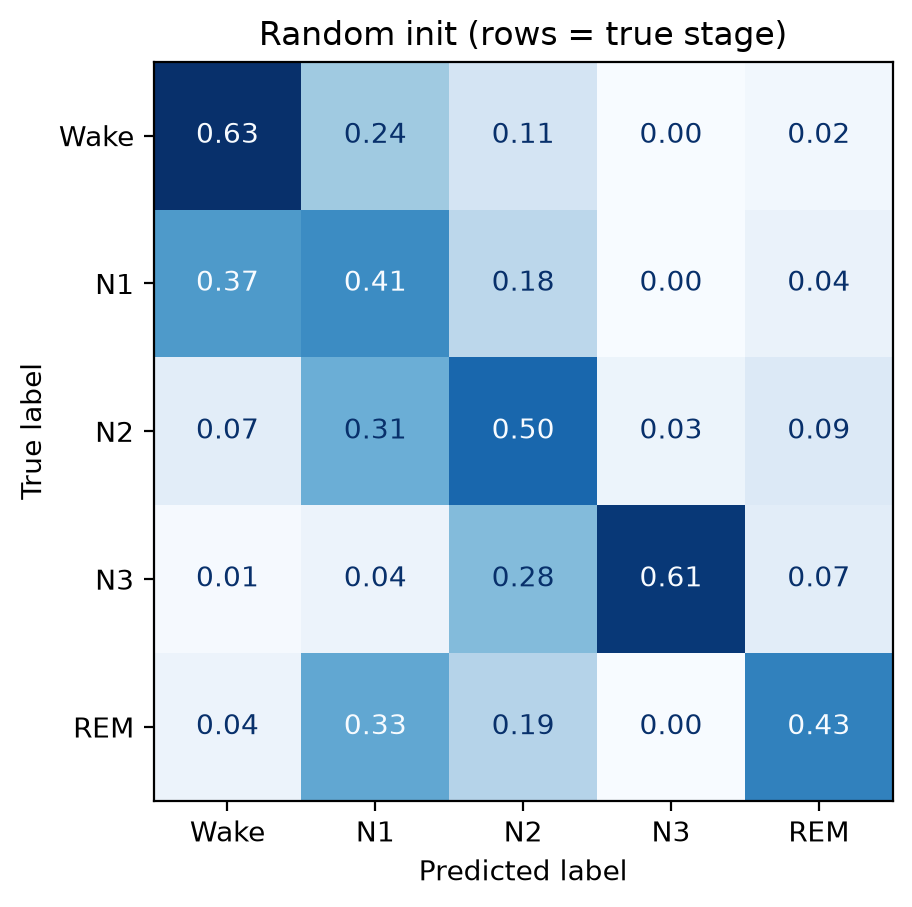 Random init (rows = true stage)
True label
Wake 0.63 0.24 0.11 0.00 0.02
N1 0.37 0.41 0.18 0.00 0.04
N2 0.07 0.31 0.50 0.03 0.09
N3 0.01 0.04 0.28 0.61 0.07
REM 0.04 0.33 0.19 0.00 0.43
Wake N1 N2 N3 REM
Predicted label